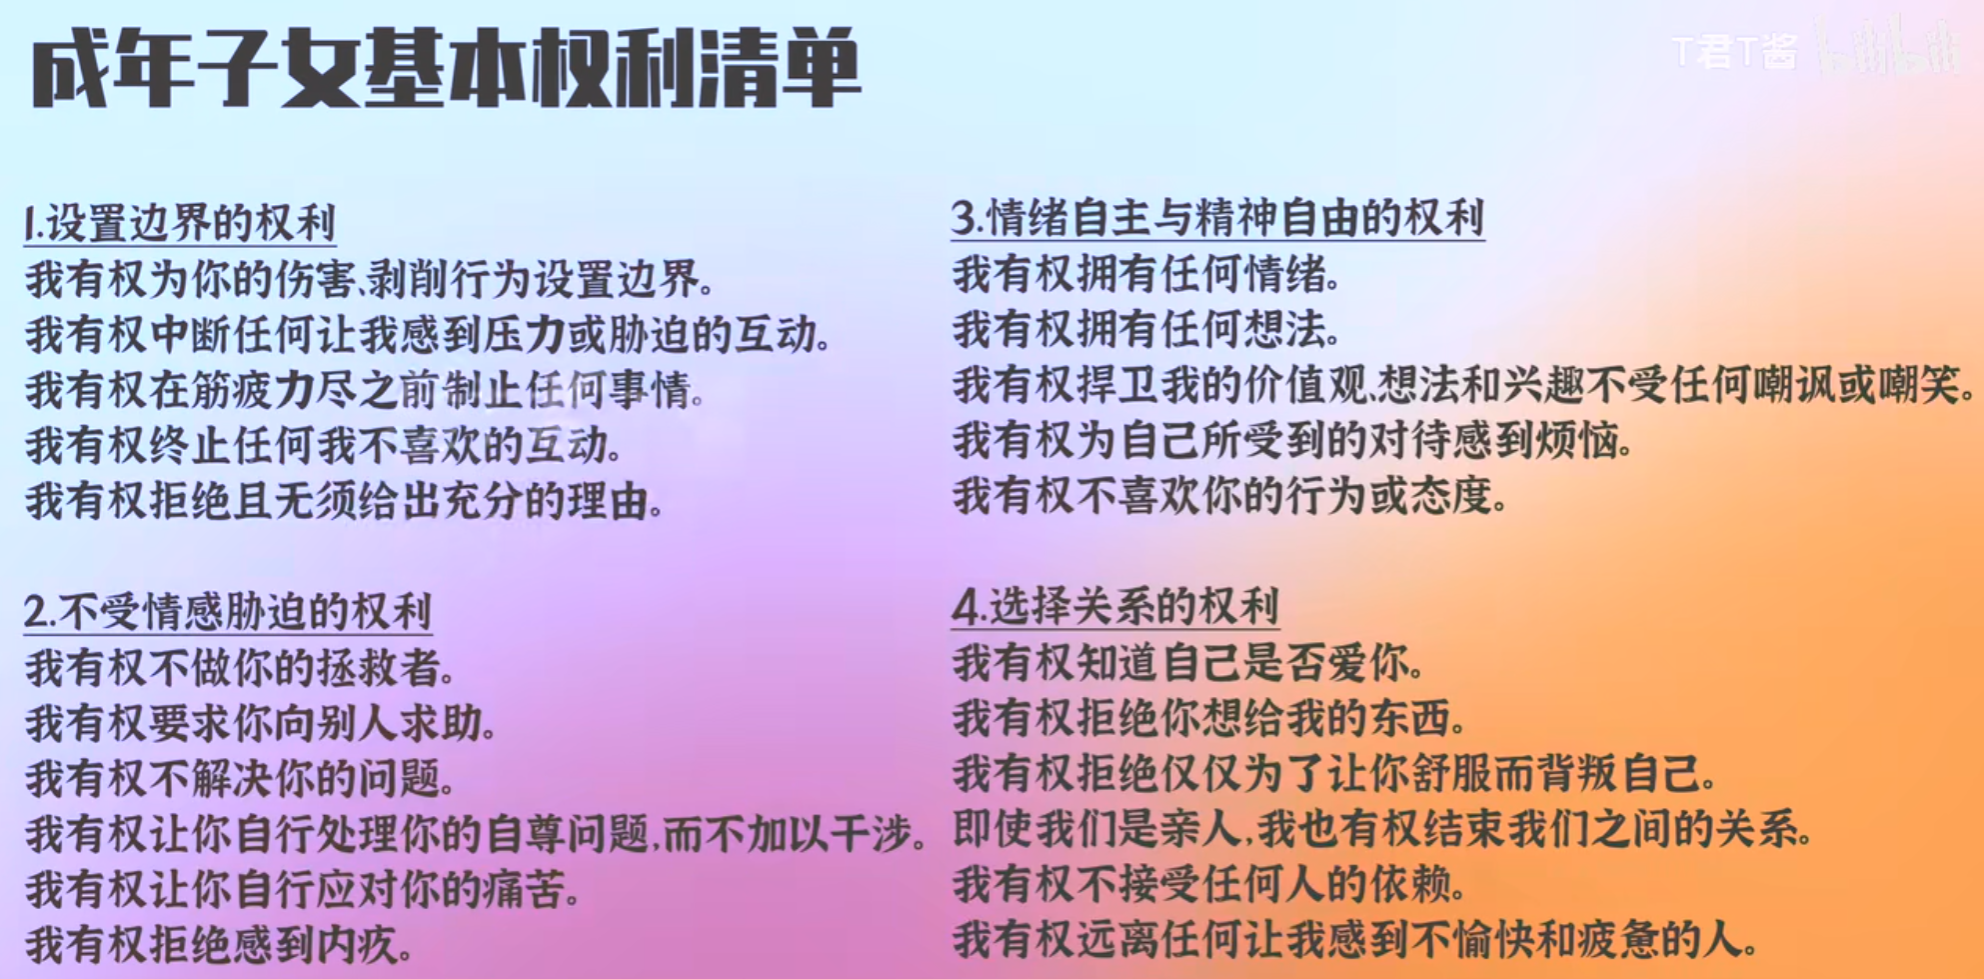 成年子女基本权利清单
T君T酱 bilibili
1.设置边界的权利
我有权为你的伤害、剥削行为设置边界。
我有权中断任何让我感到压力或胁迫的互动。
我有权在筋疲力尽之前制止任何事情。
我有权终止任何我不喜欢的互动。
我有权拒绝且无须给出充分的理由。
2.不受情感胁迫的权利
我有权不做你的拯救者。
我有权要求你向别人求助。
我有权不解决你的问题。
我有权让你自行处理你的自尊问题,而不加以干涉。
我有权让你自行应对你的痛苦。
我有权拒绝感到内疚。
3.情绪自主与精神自由的权利
我有权拥有任何情绪。
我有权拥有任何想法。
我有权捍卫我的价值观、想法和兴趣不受任何嘲讽或嘲笑。
我有权为自己所受到的对待感到烦恼。
我有权不喜欢你的行为或态度。
4.选择关系的权利
我有权知道自己是否爱你。
我有权拒绝你想给我的东西。
我有权拒绝仅仅为了让你舒服而背叛自己。
即使我们是亲人,我也有权结束我们之间的关系。
我有权不接受任何人的依赖。
我有权远离任何让我感到不愉快和疲惫的人。